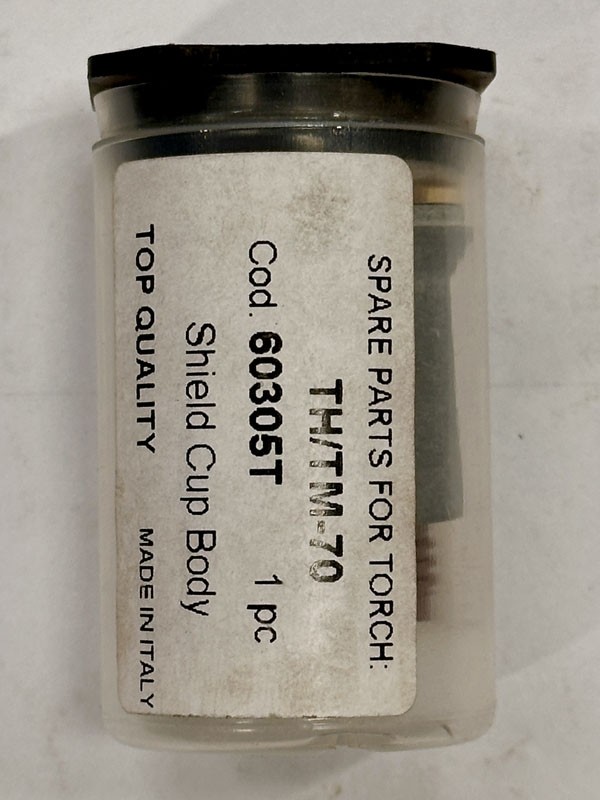 SPARE PARTS FOR TORCH:
TH/TM-70
Cod. 60305T 1 pc
Shield Cup Body
TOP QUALITY MADE IN ITALY